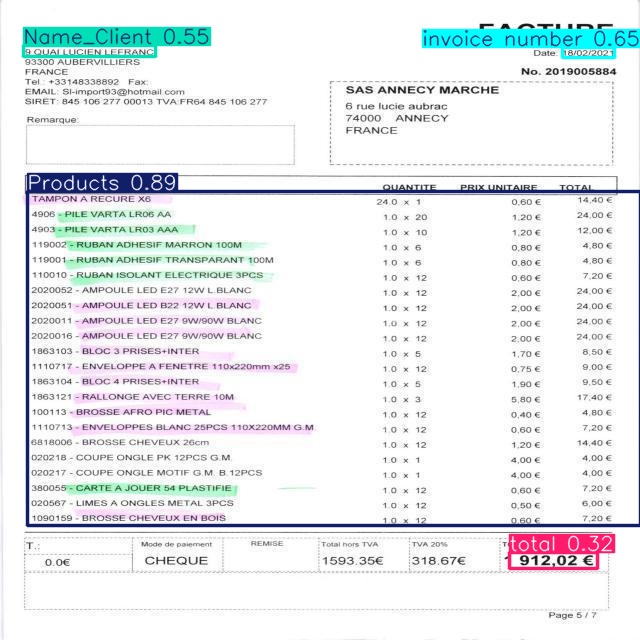 FACTURE
Name_Client 0.55
invoice number 0.65
9 QUAI LUCIEN LEFRANC
Date: 18/02/2021
93300 AUBERVILLIERS
FRANCE
No. 2019005884
Tel : +33148338892 Fax:
EMAIL: SI-import93@hotmail.com
SIRET: 845 106 277 00013 TVA:FR64 845 106 277
SAS ANNECY MARCHE
6 rue lucie aubrac
74000 ANNECY
FRANCE
Remarque:
Products 0.89
QUANTITE PRIX UNITAIRE TOTAL
TAMPON A RECURE X6 24.0 x 1 0,60 € 14,40 €
4906 - PILE VARTA LR06 AA 1.0 x 20 1,20 € 24,00 €
4903 - PILE VARTA LR03 AAA 1.0 x 10 1,20 € 12,00 €
119002 - RUBAN ADHESIF MARRON 100M 1.0 x 6 0,80 € 4,80 €
119001 - RUBAN ADHESIF TRANSPARANT 100M 1.0 x 6 0,80 € 4,80 €
110010 - RUBAN ISOLANT ELECTRIQUE 3PCS 1.0 x 12 0,60 € 7,20 €
2020052 - AMPOULE LED E27 12W L.BLANC 1.0 x 12 2,00 € 24,00 €
2020051 - AMPOULE LED B22 12W L.BLANC 1.0 x 12 2,00 € 24,00 €
2020011 - AMPOULE LED E27 9W/90W BLANC 1.0 x 12 2,00 € 24,00 €
2020016 - AMPOULE LED E27 9W/90W BLANC 1.0 x 12 2,00 € 24,00 €
1863103 - BLOC 3 PRISES+INTER 1.0 x 5 1,70 € 8,50 €
1110717 - ENVELOPPE A FENETRE 110x220mm x25 1.0 x 12 0,75 € 9,00 €
1863104 - BLOC 4 PRISES+INTER 1.0 x 5 1,90 € 9,50 €
1863121 - RALLONGE AVEC TERRE 10M 1.0 x 3 5,80 € 17,40 €
100113 - BROSSE AFRO PIC METAL 1.0 x 12 0,40 € 4,80 €
1110713 - ENVELOPPES BLANC 25PCS 110X220MM G.M 1.0 x 12 0,60 € 7,20 €
6818006 - BROSSE CHEVEUX 26cm 1.0 x 12 1,20 € 14,40 €
020218 - COUPE ONGLE PK 12PCS G.M. 1.0 x 1 4,00 € 4,00 €
020217 - COUPE ONGLE MOTIF G.M. B.12PCS 1.0 x 1 4,00 € 4,00 €
380055 - CARTE A JOUER 54 PLASTIFIE 1.0 x 12 0,60 € 7,20 €
020567 - LIMES A ONGLES METAL 3PCS 1.0 x 12 0,50 € 6,00 €
1090159 - BROSSE CHEVEUX EN BOIS 1.0 x 12 0,60 € 7,20 €
T.: Mode de paiement REMISE Total hors TVA TVA 20% total 0.32
0.0€ CHEQUE 1593.35€ 318.67€ 912,02 €
Page 5 / 7